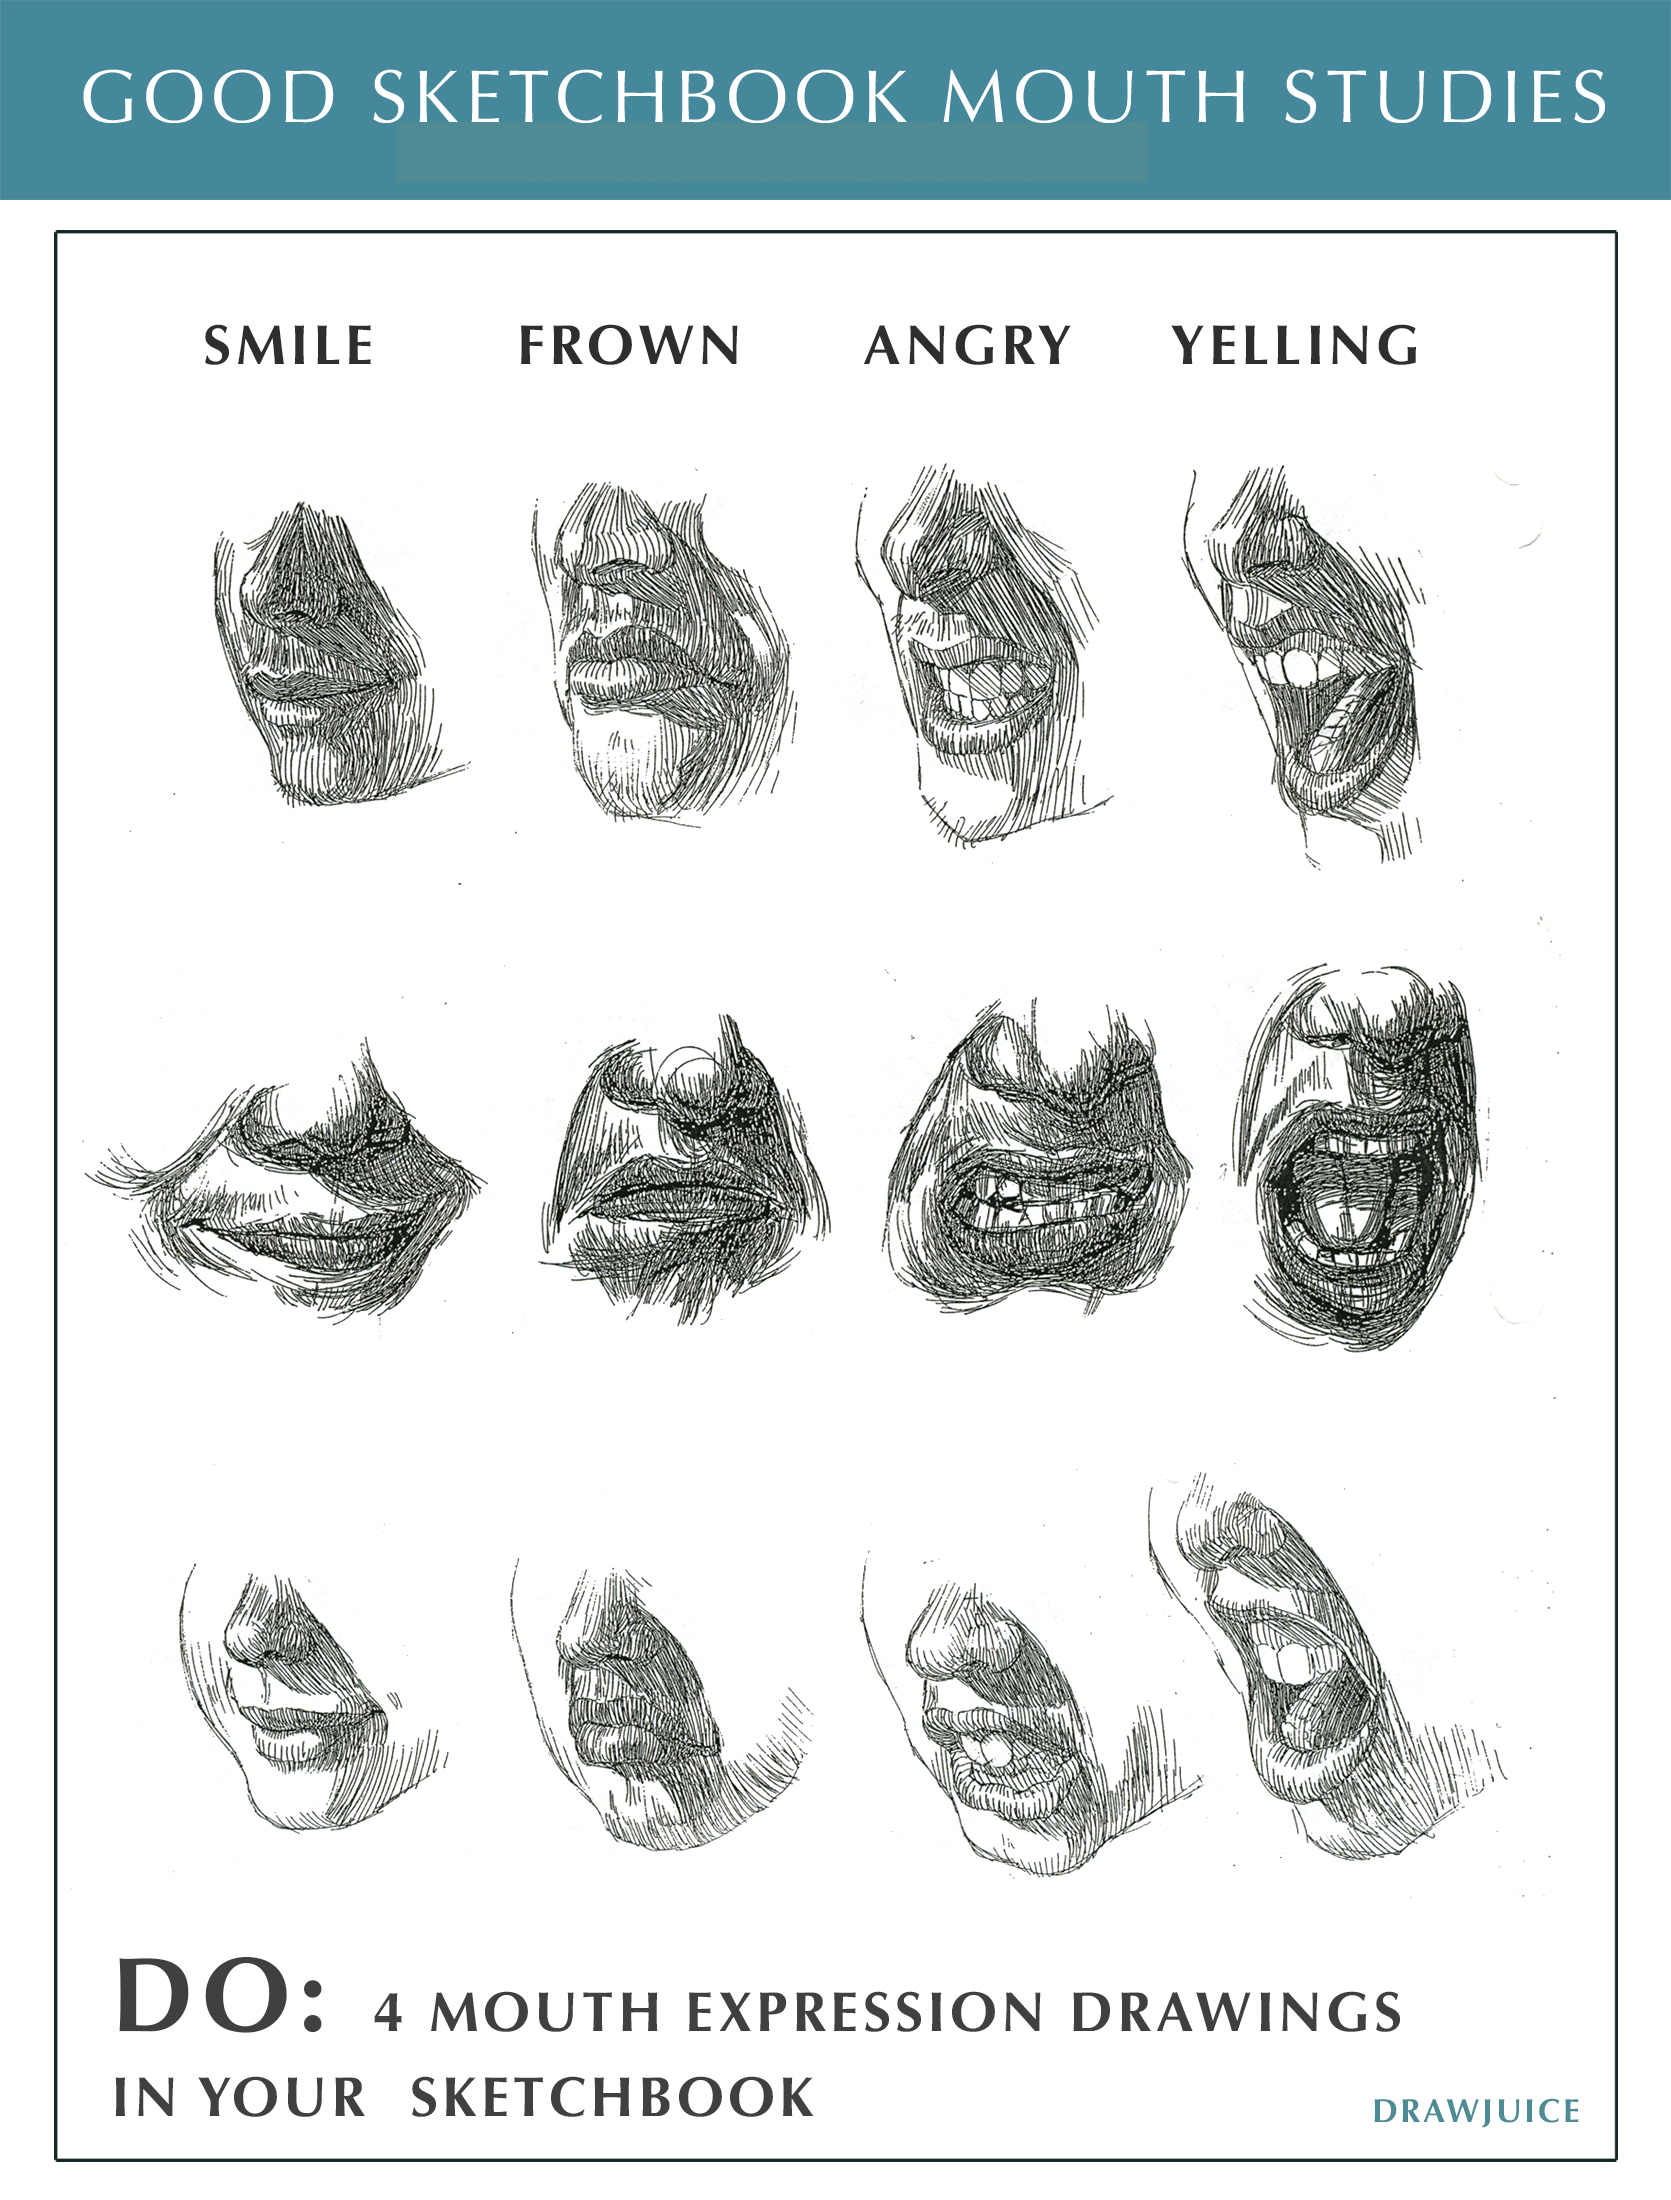 GOOD SKETCHBOOK MOUTH STUDIES
SMILE FROWN ANGRY YELLING
DO: 4 MOUTH EXPRESSION DRAWINGS
IN YOUR SKETCHBOOK
DRAWJUICE